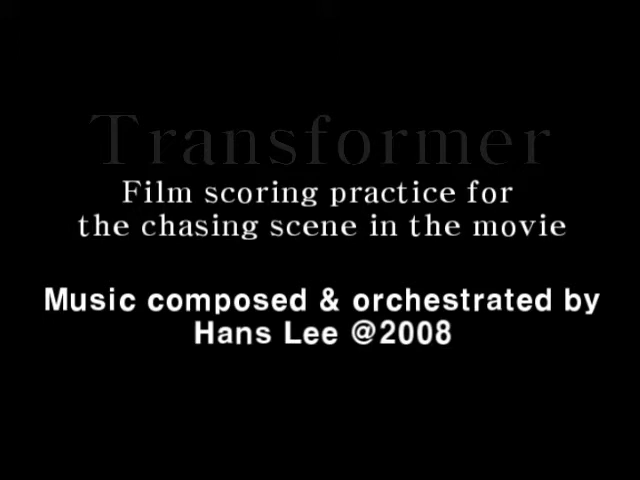 Transformer
Film scoring practice for
the chasing scene in the movie
Music composed & orchestrated by
Hans Lee @2008